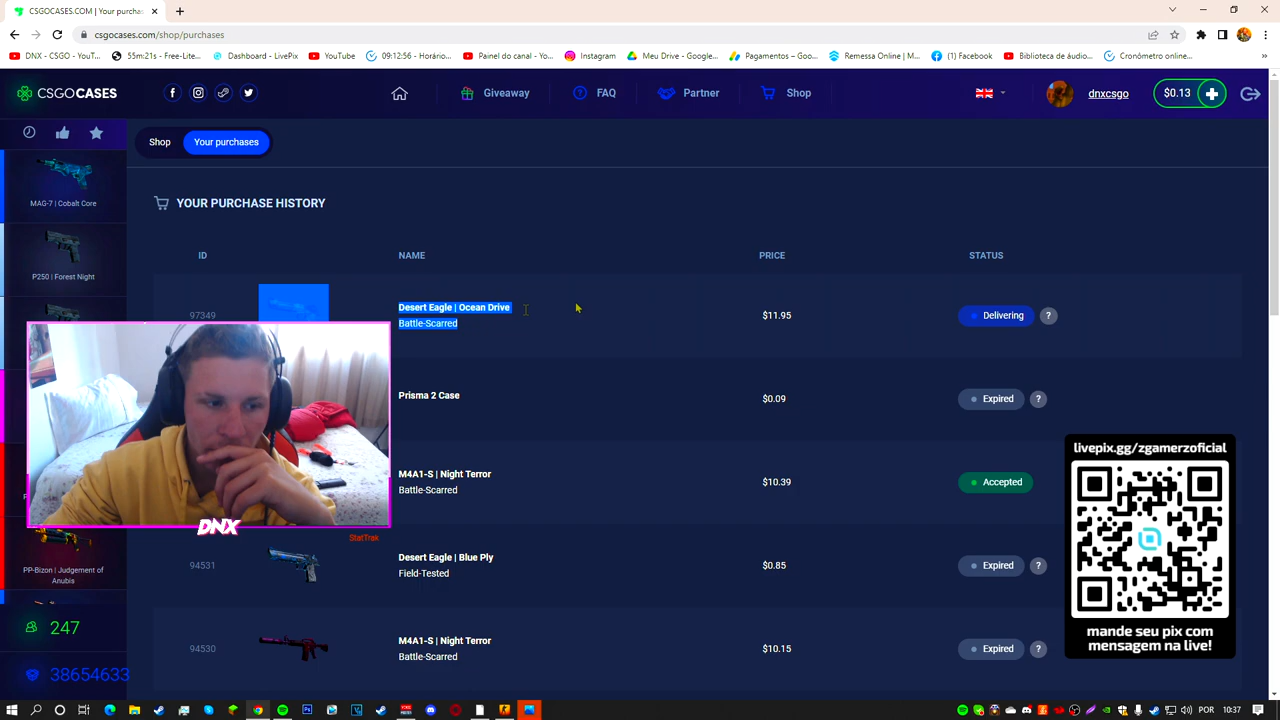 CSGOCASES: Your purchas
csgocases.com/shop/purchases
DNX - CSGO - YouT...
55m:21s - Free-Lite...
Dashboard - LivePix
YouTube
09:12:56 - Horário...
Painel do canal - Yo...
Instagram
Meu Drive - Google...
Pagamentos – Goo...
Remessa Online | M...
(1) Facebook
Biblioteca de áudio...
Cronómetro online...
CSGOCASES
Giveaway
FAQ
Partner
Shop
dnxcsgo
$0.13
Shop
Your purchases
MAG-7 | Cobalt Core
P250 | Forest Night
PP-Bizon | Judgement of
Anubis
247
38654633
YOUR PURCHASE HISTORY
ID
NAME
PRICE
STATUS
97349
Desert Eagle | Ocean Drive
Battle-Scarred
$11.95
Delivering
?
Prisma 2 Case
$0.09
Expired
?
M4A1-S | Night Terror
Battle-Scarred
$10.39
Accepted
StatTrak
94531
Desert Eagle | Blue Ply
Field-Tested
$0.85
Expired
?
94530
M4A1-S | Night Terror
Battle-Scarred
$10.15
Expired
?
DNX
livepix.gg/zgamerzoficial
mande seu pix com
mensagem na live!
POR
10:37